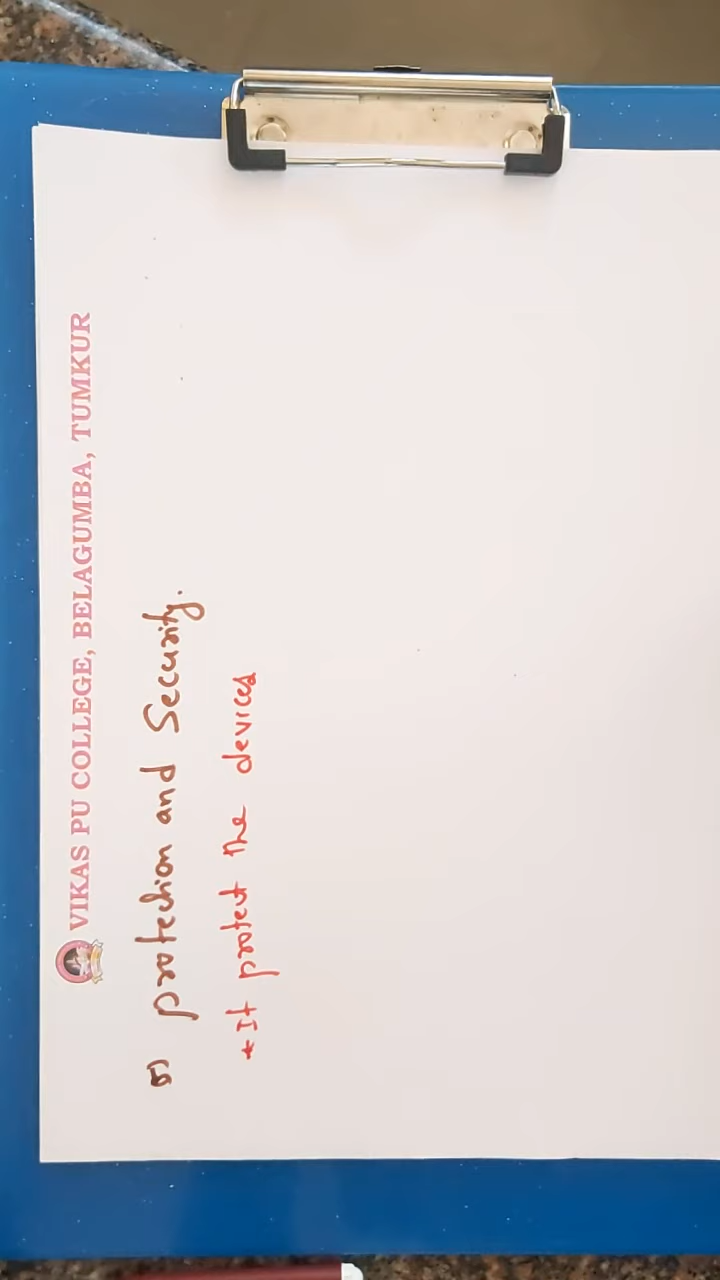 VIKAS PU COLLEGE, BELAGUMBA, TUMKUR
5) protection and Security.
* It protect the devices